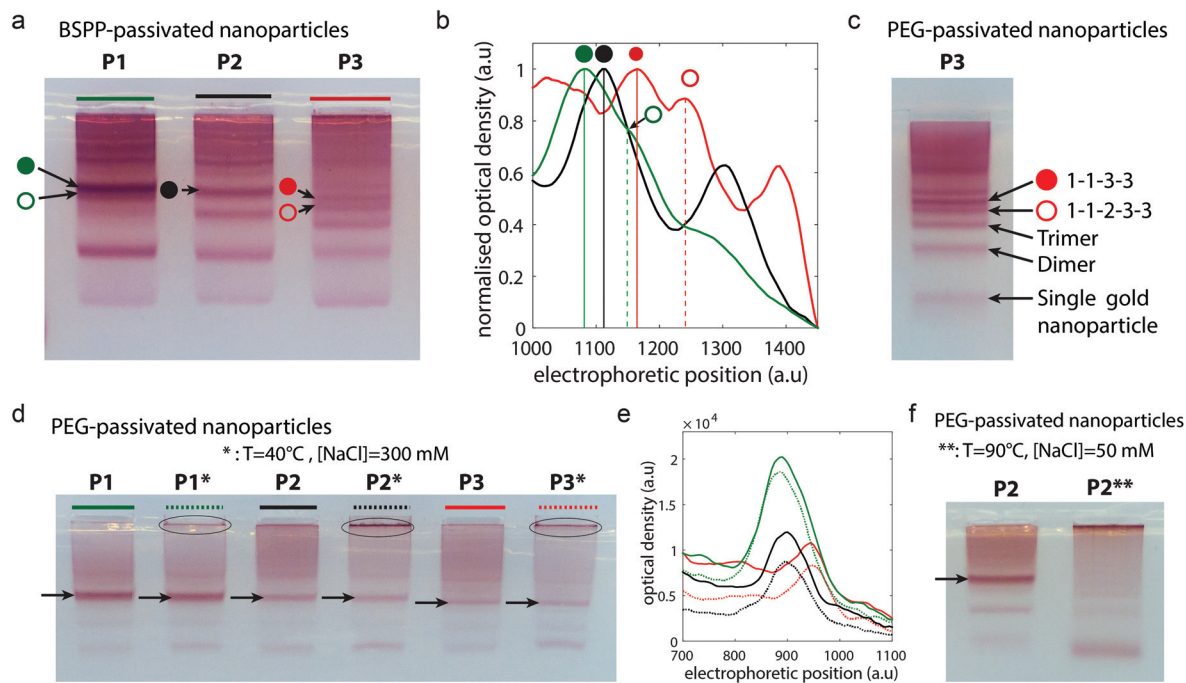 a
BSPP-passivated nanoparticles
P1 P2 P3
b
normalised optical density (a.u)
1
0.8
0.6
0.4
0.2
0
1000 1100 1200 1300 1400
electrophoretic position (a.u)
c
PEG-passivated nanoparticles
P3
1-1-3-3
1-1-2-3-3
Trimer
Dimer
Single gold
nanoparticle
d
PEG-passivated nanoparticles
* : T=40°C , [NaCl]=300 mM
P1 P1* P2 P2* P3 P3*
e
× 10⁴
optical density (a.u)
2
1.5
1
0.5
0
700 800 900 1000 1100
electrophoretic position (a.u)
f
PEG-passivated nanoparticles
**: T=90°C, [NaCl]=50 mM
P2 P2**